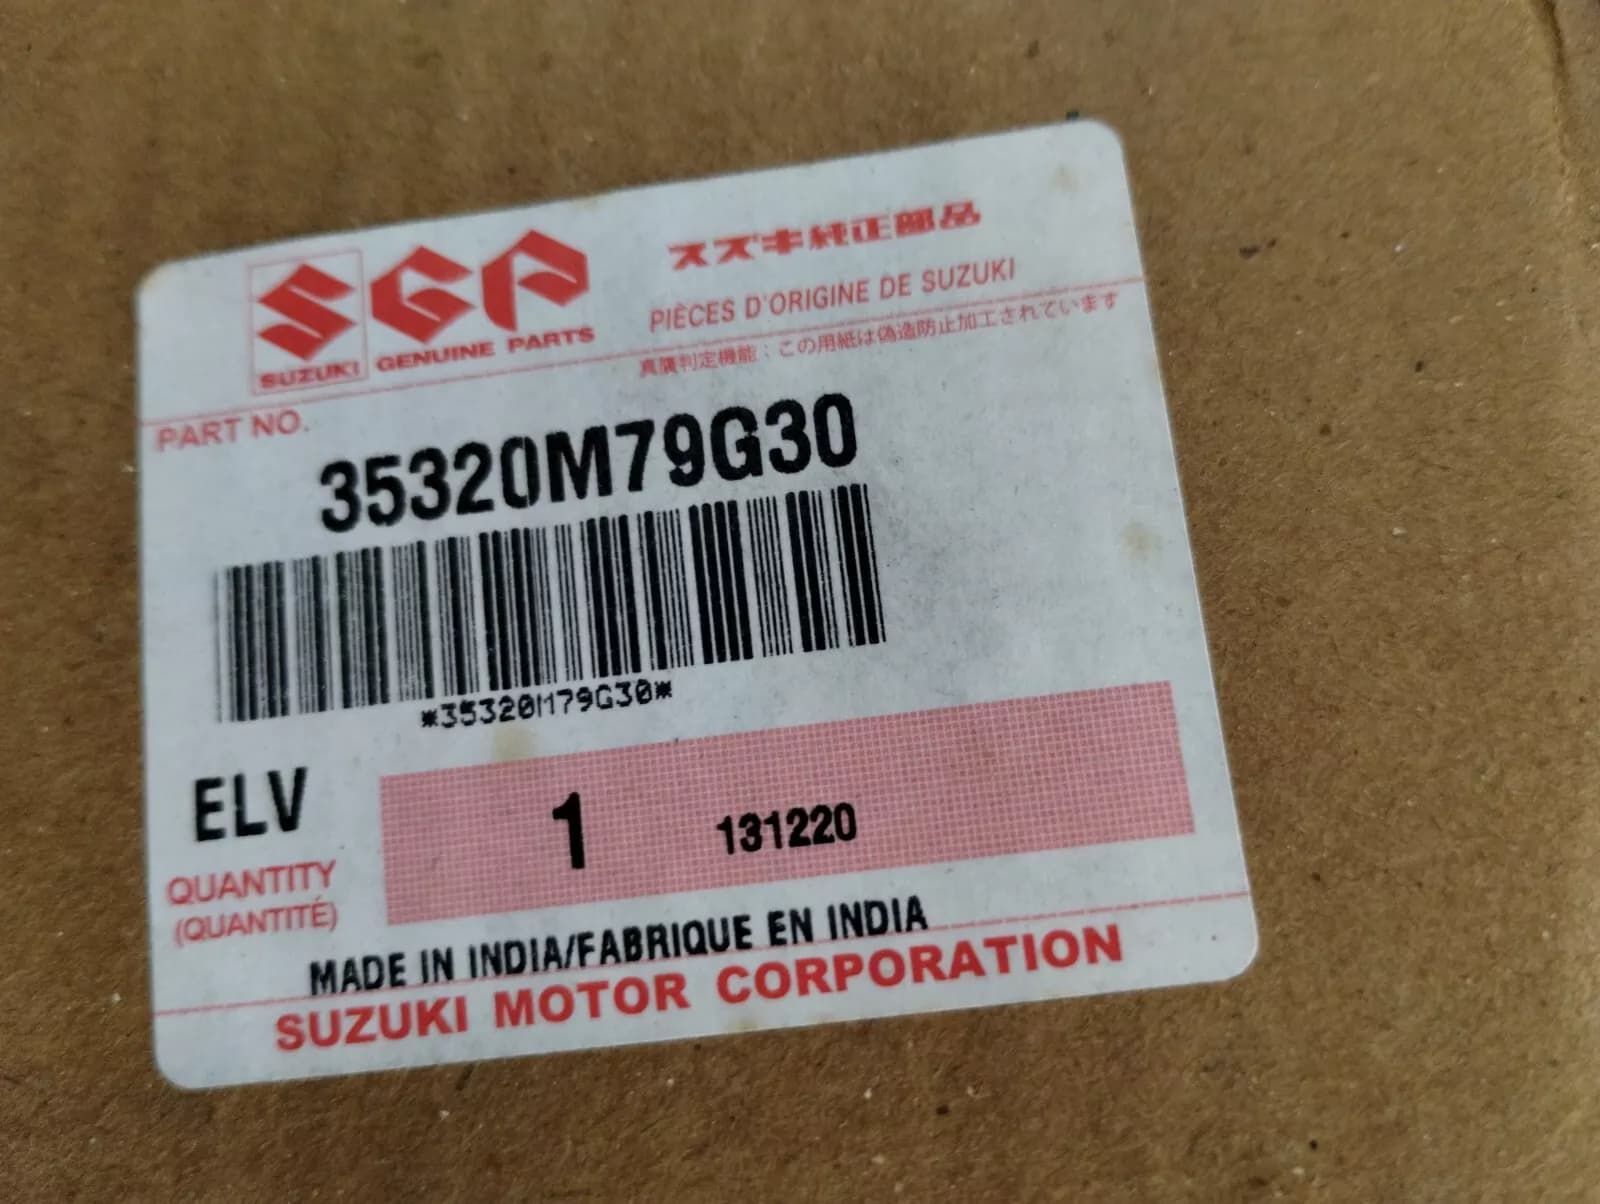 SGP
SUZUKI GENUINE PARTS
スズキ純正部品
PIÈCES D'ORIGINE DE SUZUKI
真贋判定機能：この用紙は偽造防止加工されています
PART NO.
35320M79G30
*35320M79G30*
ELV
1 131220
QUANTITY
(QUANTITÉ)
MADE IN INDIA/FABRIQUE EN INDIA
SUZUKI MOTOR CORPORATION